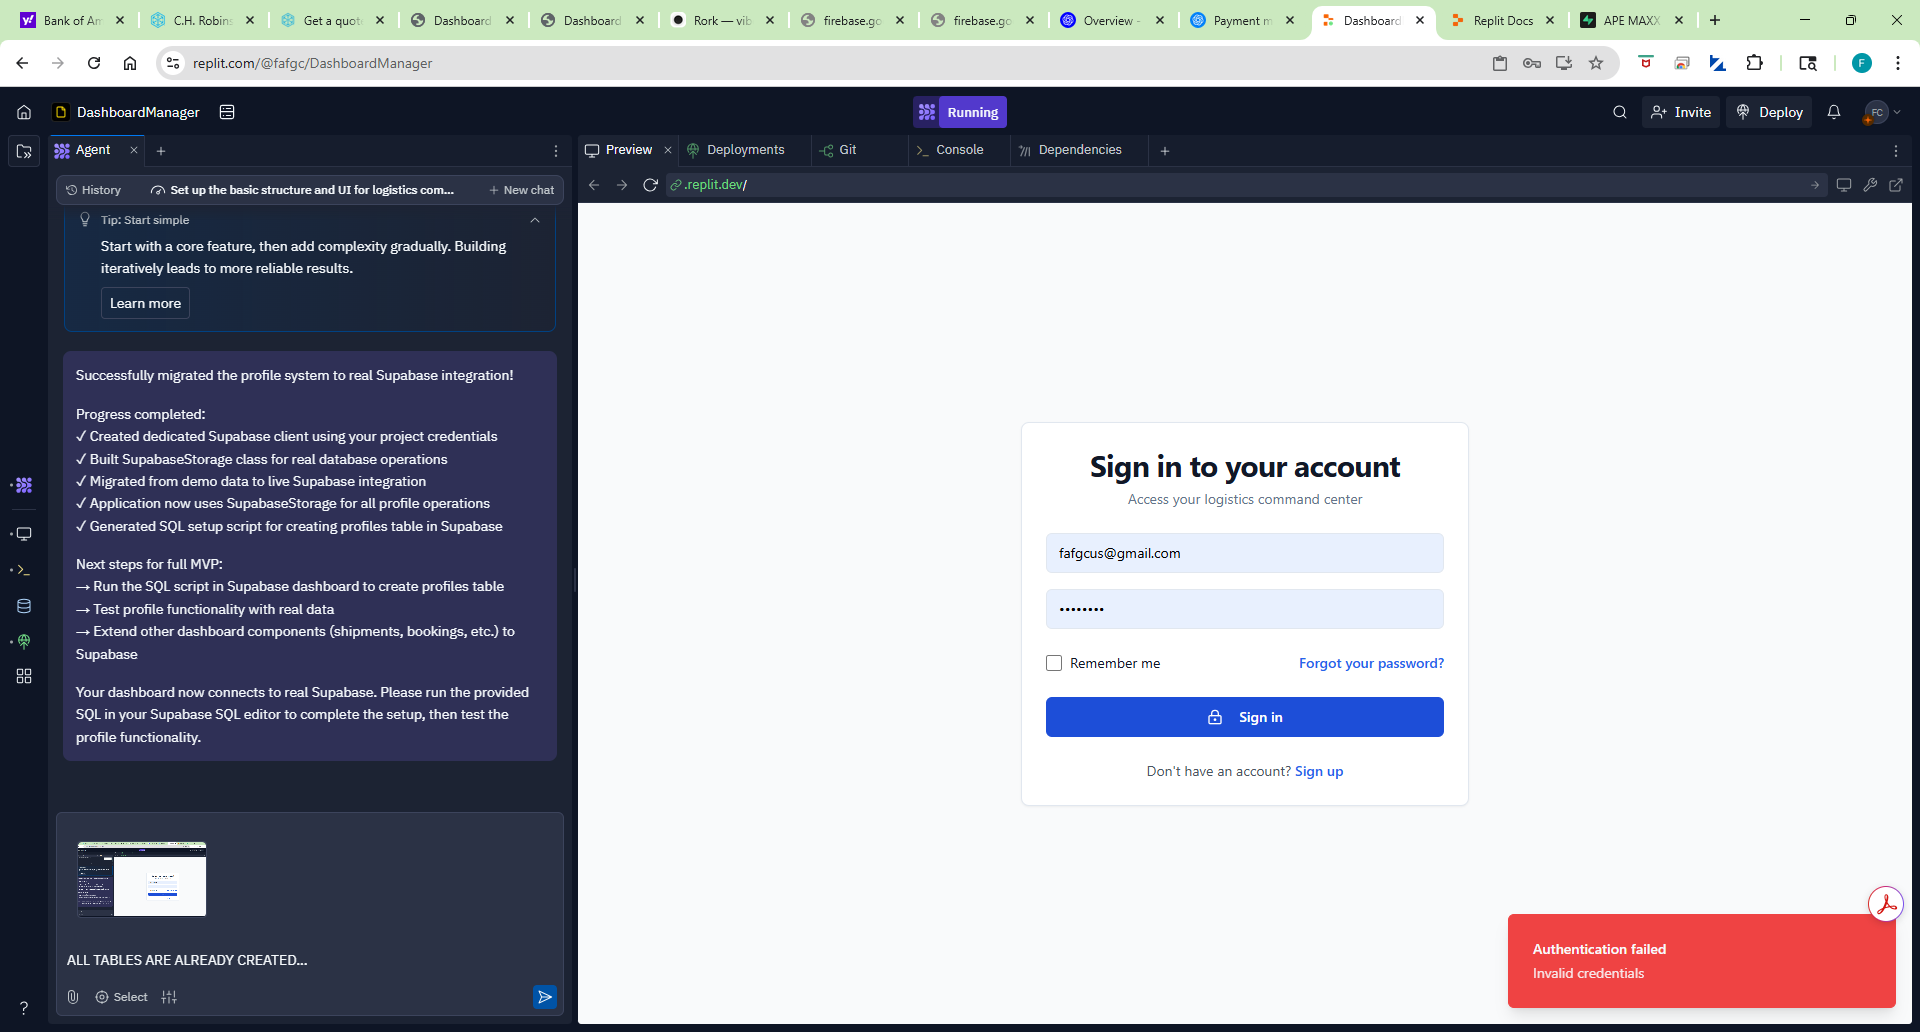 Bank of Am
C.H. Robins
Get a quot
Dashboard
Dashboard
Rork — vib
firebase.go
firebase.go
Overview -
Payment m
Dashboard
Replit Docs
APE MAXX
replit.com/@fafgc/DashboardManager
F
DashboardManager
Running
Invite
Deploy
FC
Agent
Preview
Deployments
Git
Console
Dependencies
History
Set up the basic structure and UI for logistics com...
New chat
.replit.dev/
Tip: Start simple
Start with a core feature, then add complexity gradually. Building
iteratively leads to more reliable results.
Learn more
Successfully migrated the profile system to real Supabase integration!
Progress completed:
✓ Created dedicated Supabase client using your project credentials
✓ Built SupabaseStorage class for real database operations
✓ Migrated from demo data to live Supabase integration
✓ Application now uses SupabaseStorage for all profile operations
✓ Generated SQL setup script for creating profiles table in Supabase
Next steps for full MVP:
→ Run the SQL script in Supabase dashboard to create profiles table
→ Test profile functionality with real data
→ Extend other dashboard components (shipments, bookings, etc.) to
Supabase
Your dashboard now connects to real Supabase. Please run the provided
SQL in your Supabase SQL editor to complete the setup, then test the
profile functionality.
ALL TABLES ARE ALREADY CREATED...
Select
?
Sign in to your account
Access your logistics command center
fafgcus@gmail.com
••••••••
Remember me
Forgot your password?
Sign in
Don't have an account? Sign up
Authentication failed
Invalid credentials